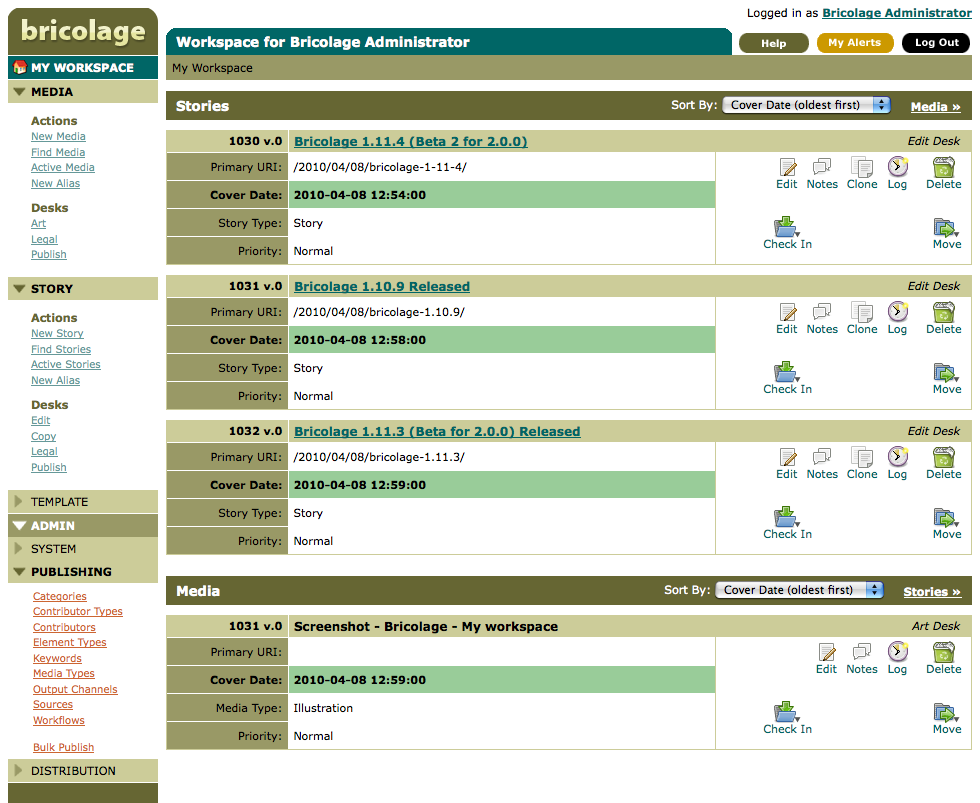 bricolage
Logged in as Bricolage Administrator
Workspace for Bricolage Administrator
Help
My Alerts
Log Out
My Workspace
MY WORKSPACE
MEDIA
Actions
New Media
Find Media
Active Media
New Alias
Desks
Art
Legal
Publish
STORY
Actions
New Story
Find Stories
Active Stories
New Alias
Desks
Edit
Copy
Legal
Publish
TEMPLATE
ADMIN
SYSTEM
PUBLISHING
Categories
Contributor Types
Contributors
Element Types
Keywords
Media Types
Output Channels
Sources
Workflows
Bulk Publish
DISTRIBUTION
Stories Sort By: Cover Date (oldest first) Media »
1030 v.0 Bricolage 1.11.4 (Beta 2 for 2.0.0) Edit Desk
Primary URI: /2010/04/08/bricolage-1-11-4/
Cover Date: 2010-04-08 12:54:00
Story Type: Story
Priority: Normal
Edit Notes Clone Log Delete
Check In Move
1031 v.0 Bricolage 1.10.9 Released Edit Desk
Primary URI: /2010/04/08/bricolage-1.10.9/
Cover Date: 2010-04-08 12:58:00
Story Type: Story
Priority: Normal
Edit Notes Clone Log Delete
Check In Move
1032 v.0 Bricolage 1.11.3 (Beta for 2.0.0) Released Edit Desk
Primary URI: /2010/04/08/bricolage-1.11.3/
Cover Date: 2010-04-08 12:59:00
Story Type: Story
Priority: Normal
Edit Notes Clone Log Delete
Check In Move
Media Sort By: Cover Date (oldest first) Stories »
1031 v.0 Screenshot - Bricolage - My workspace Art Desk
Primary URI:
Cover Date: 2010-04-08 12:59:00
Media Type: Illustration
Priority: Normal
Edit Notes Log Delete
Check In Move